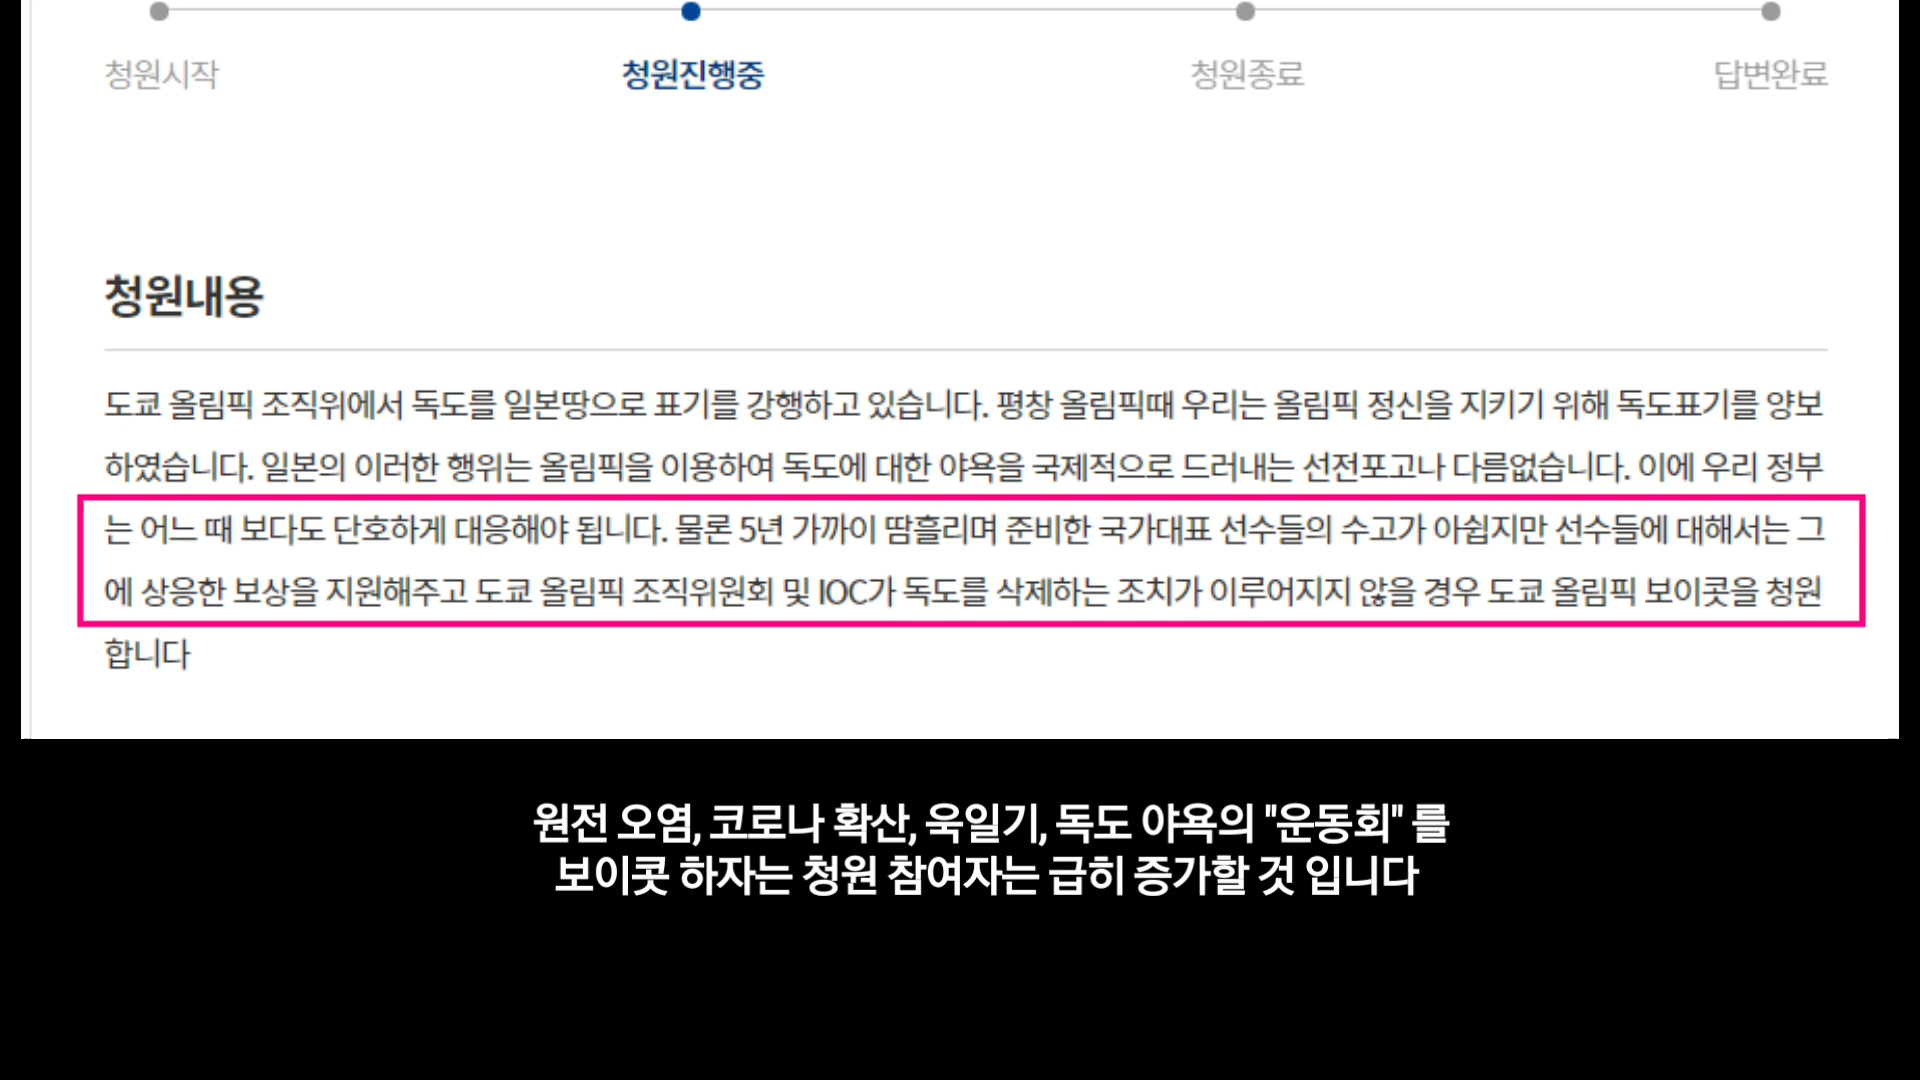 청원시작
청원진행중
청원종료
답변완료
청원내용
도쿄 올림픽 조직위에서 독도를 일본땅으로 표기를 강행하고 있습니다. 평창 올림픽때 우리는 올림픽 정신을 지키기 위해 독도표기를 양보
하였습니다. 일본의 이러한 행위는 올림픽을 이용하여 독도에 대한 야욕을 국제적으로 드러내는 선전포고나 다름없습니다. 이에 우리 정부
는 어느 때 보다도 단호하게 대응해야 됩니다. 물론 5년 가까이 땀흘리며 준비한 국가대표 선수들의 수고가 아쉽지만 선수들에 대해서는 그
에 상응한 보상을 지원해주고 도쿄 올림픽 조직위원회 및 IOC가 독도를 삭제하는 조치가 이루어지지 않을 경우 도쿄 올림픽 보이콧을 청원
합니다
원전 오염, 코로나 확산, 욱일기, 독도 야욕의 "운동회" 를
보이콧 하자는 청원 참여자는 급히 증가할 것 입니다